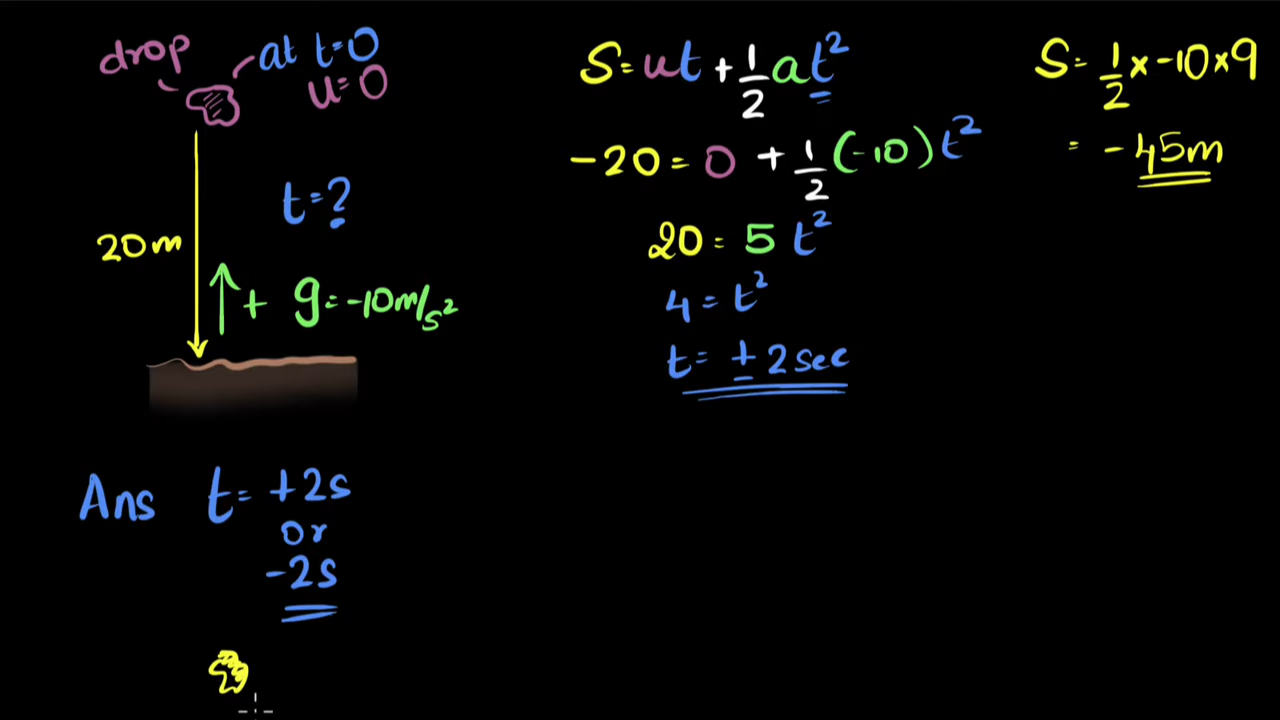 drop
at t=0
u=0
t=?
20m
+ g=-10m/s²
Ans t= +2s
or
-2s
S=ut+½at²
-20=0+½(-10)t²
20=5t²
4=t²
t=±2sec
S=½×-10×9
=-45m